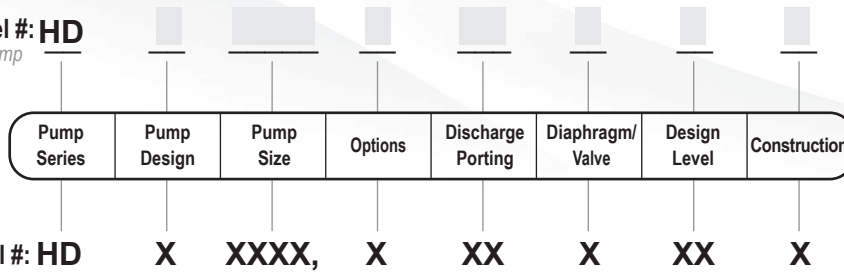 el #: HD
mp
Pump Series Pump Design Pump Size Options Discharge Porting Diaphragm/ Valve Design Level Construction
l #: HD X XXXX, X XX X XX X